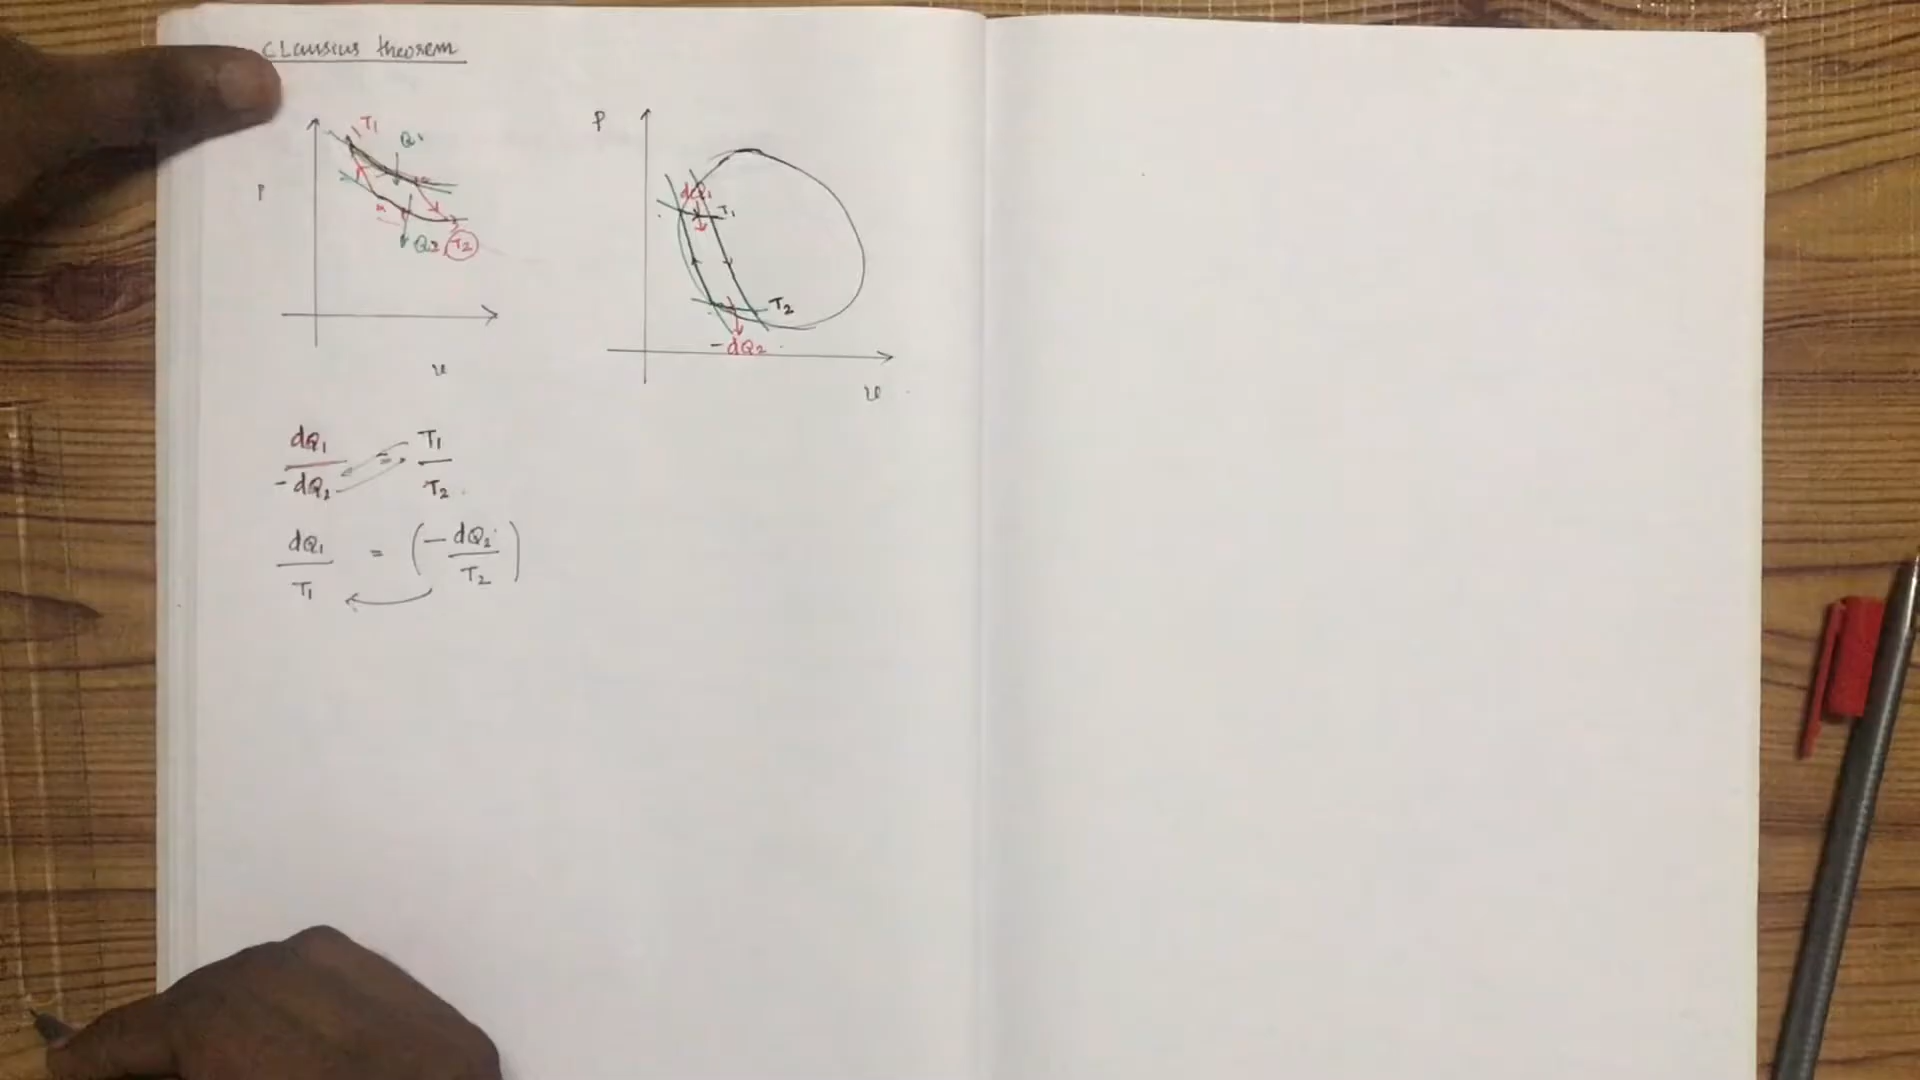 Clausius theorem
T1
Q1
P
Q2 T2
v
P
dQ1
T1
T2
-dQ2
v
dQ1 / -dQ2 = T1 / T2
dQ1 / T1 = (-dQ2 / T2)